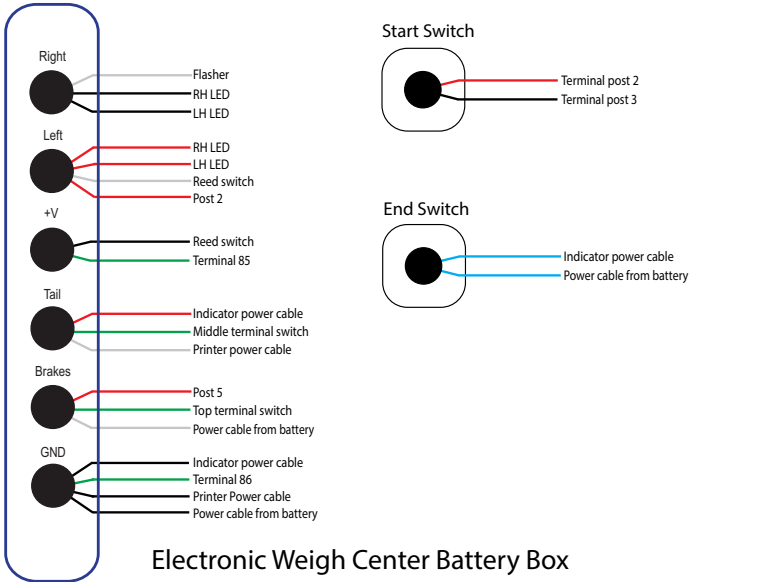 Right
Flasher
RH LED
LH LED
Left
RH LED
LH LED
Reed switch
Post 2
+V
Reed switch
Terminal 85
Tail
Indicator power cable
Middle terminal switch
Printer power cable
Brakes
Post 5
Top terminal switch
Power cable from battery
GND
Indicator power cable
Terminal 86
Printer Power cable
Power cable from battery
Start Switch
Terminal post 2
Terminal post 3
End Switch
Indicator power cable
Power cable from battery
Electronic Weigh Center Battery Box